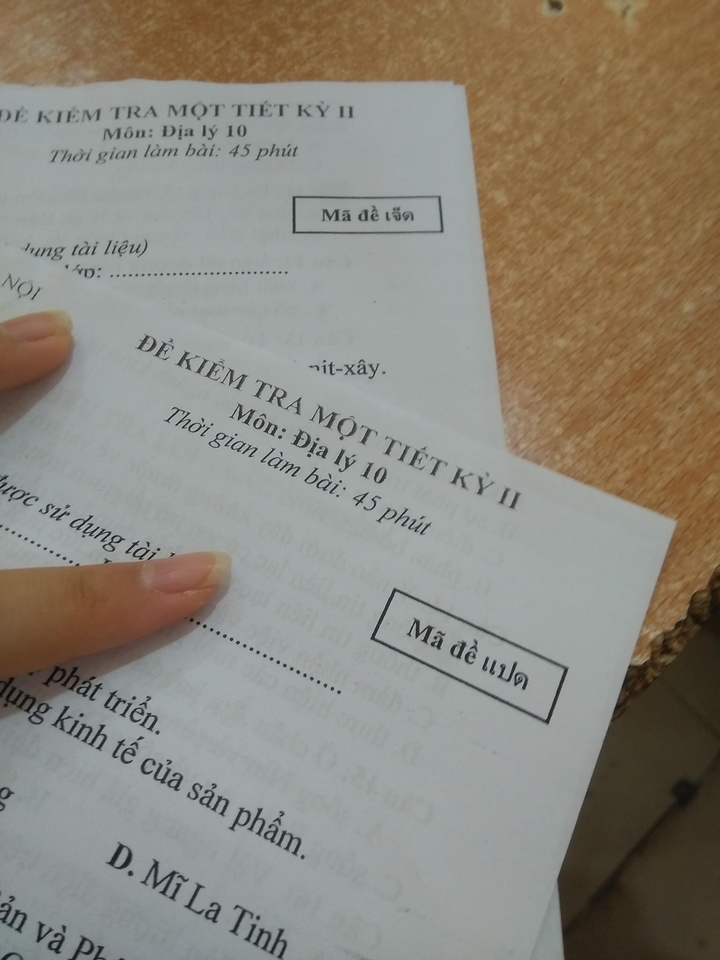 ĐỀ KIỂM TRA MỘT TIẾT KỲ II
Môn: Địa lý 10
Thời gian làm bài: 45 phút
Mã đề เจ็ด
dụng tài liệu)
lớp: ..............................
NỘI
nit-xây.
ĐỀ KIỂM TRA MỘT TIẾT KỲ II
Môn: Địa lý 10
Thời gian làm bài: 45 phút
được sử dụng tài
Mã đề แปด
phát triển.
dụng kinh tế của sản phẩm.
D. Mĩ La Tinh